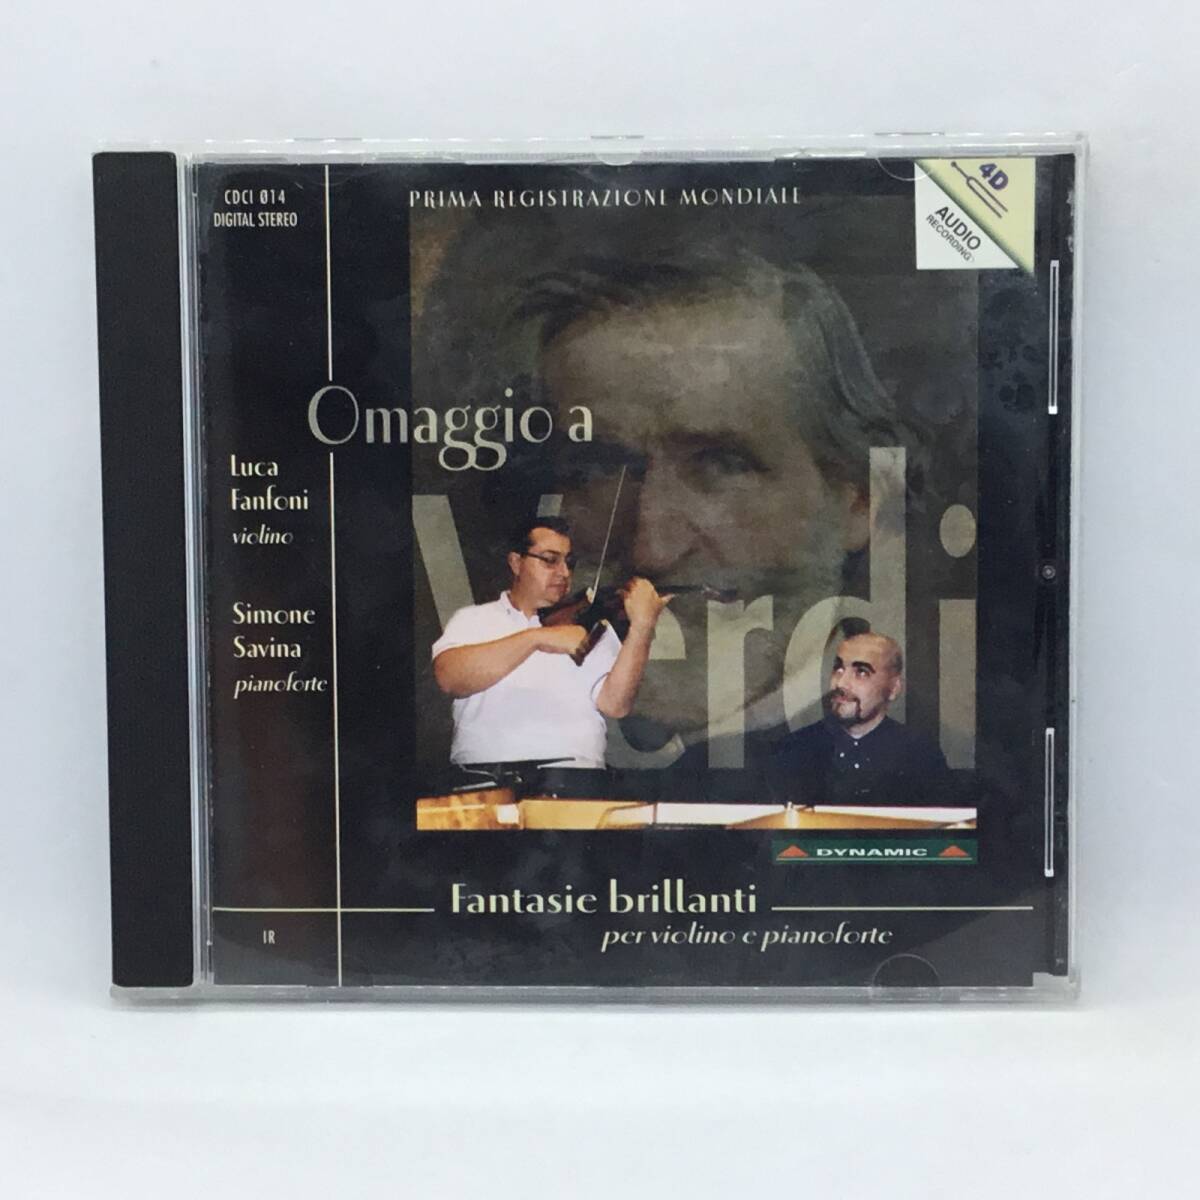 CDCI 014
DIGITAL STEREO
PRIMA REGISTRAZIONE MONDIALE
4D
AUDIO
RECORDING
Omaggio a
Verdi
Luca
Fanfoni
violino
Simone
Savina
pianoforte
DYNAMIC
Fantasie brillanti
per violino e pianoforte
IR